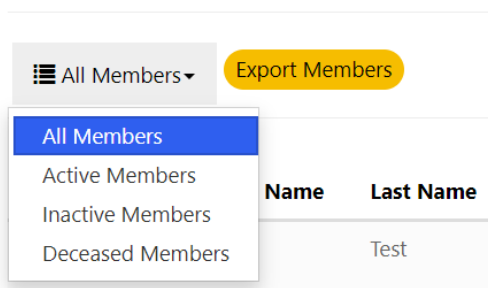 All Members
Export Members
All Members
Active Members
Name
Last Name
Inactive Members
Deceased Members
Test